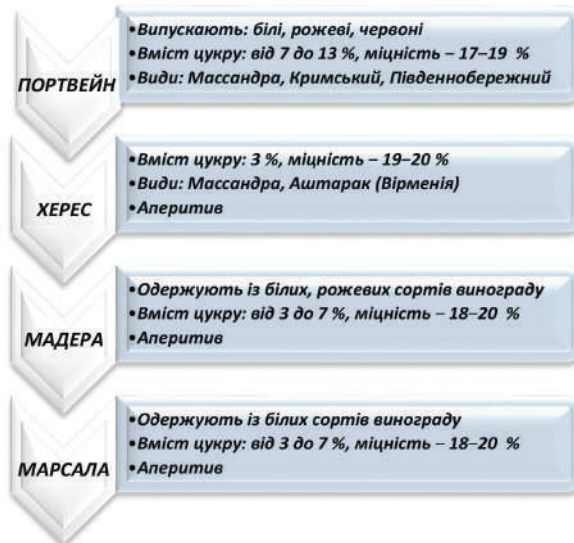 ПОРТВЕЙН
•Випускають: білі, рожеві, червоні
•Вміст цукру: від 7 до 13 %, міцність – 17–19 %
•Види: Массандра, Кримський, Південнобережний
ХЕРЕС
•Вміст цукру: 3 %, міцність – 19–20 %
•Види: Массандра, Аштарак (Вірменія)
•Аперитив
МАДЕРА
•Одержують із білих, рожевих сортів винограду
•Вміст цукру: від 3 до 7 %, міцність – 18–20 %
•Аперитив
МАРСАЛА
•Одержують із білих сортів винограду
•Вміст цукру: від 3 до 7 %, міцність – 18–20 %
•Аперитив